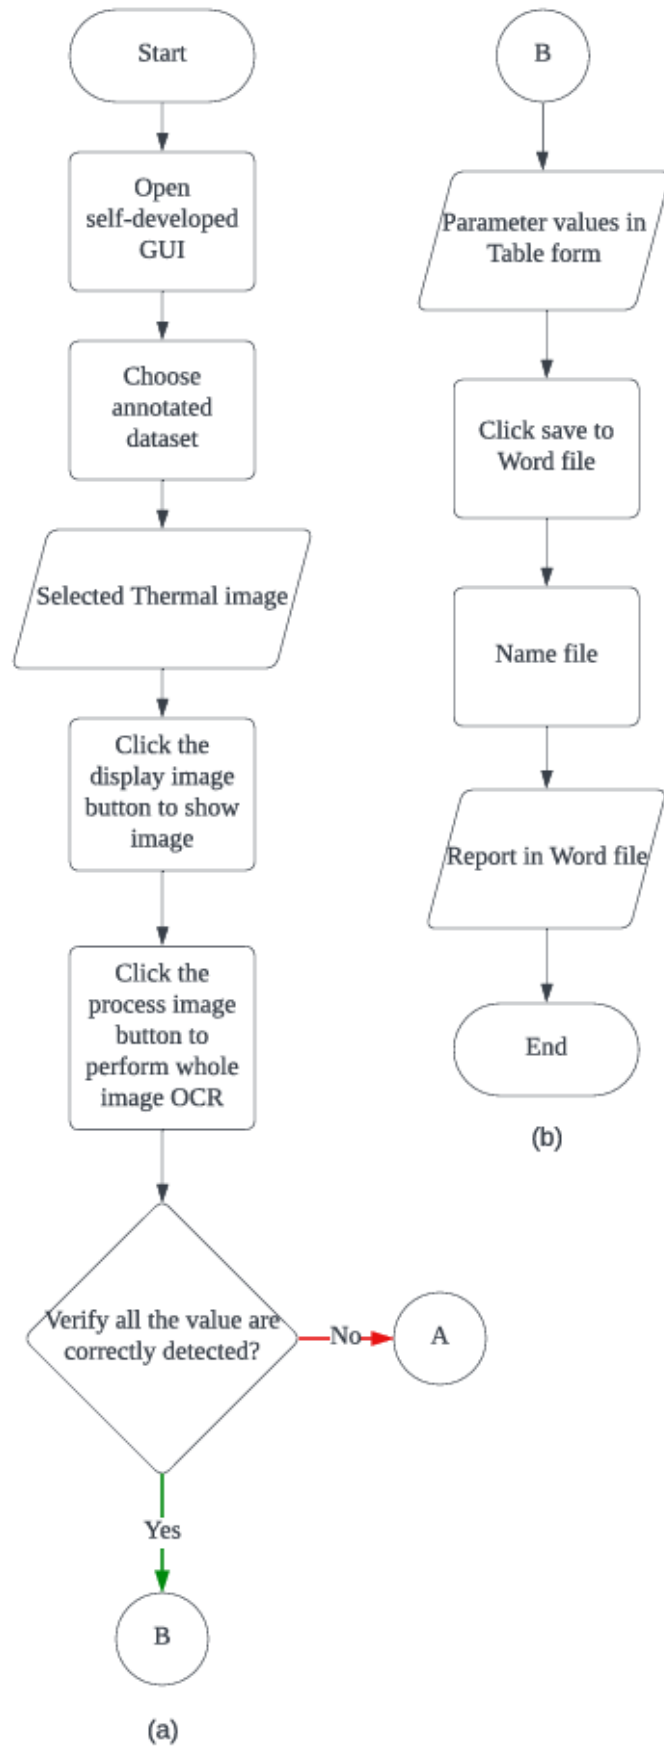 Start
Open
self-developed
GUI
Choose
annotated
dataset
Selected Thermal image
Click the
display image
button to show
image
Click the
process image
button to
perform whole
image OCR
Verify all the value are
correctly detected?
No
A
Yes
B
(a)
B
Parameter values in
Table form
Click save to
Word file
Name file
Report in Word file
End
(b)